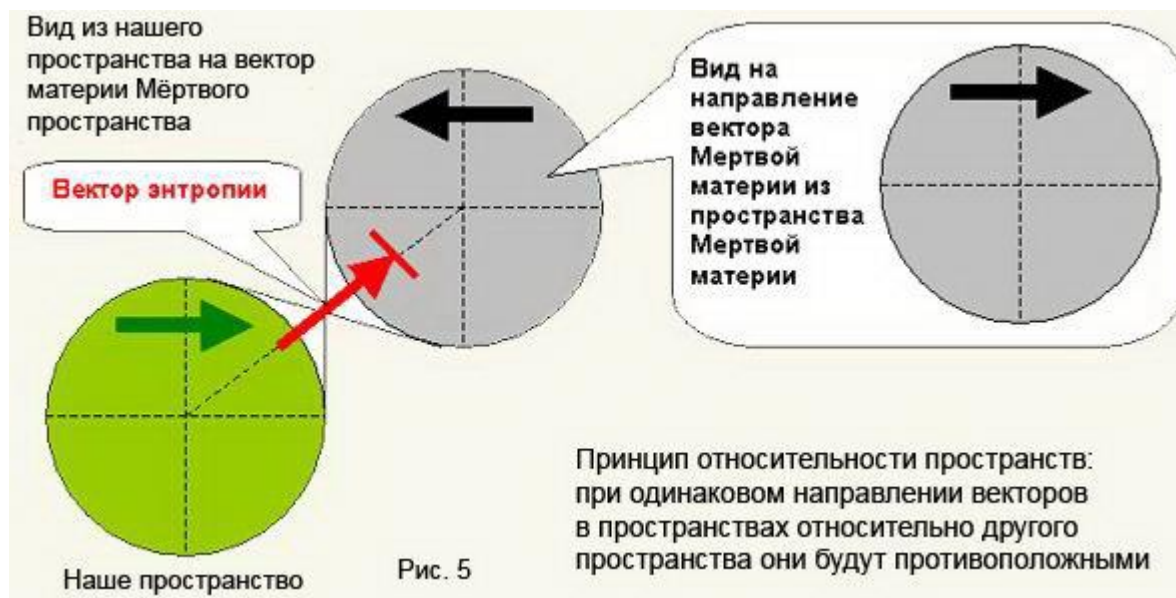 Вид из нашего
пространства на вектор
материи Мёртвого
пространства
Вектор энтропии
Вид на
направление
вектора
Мертвой
материи из
пространства
Мертвой
материи
Принцип относительности пространств:
при одинаковом направлении векторов
в пространствах относительно другого
пространства они будут противоположными
Наше пространство
Рис. 5